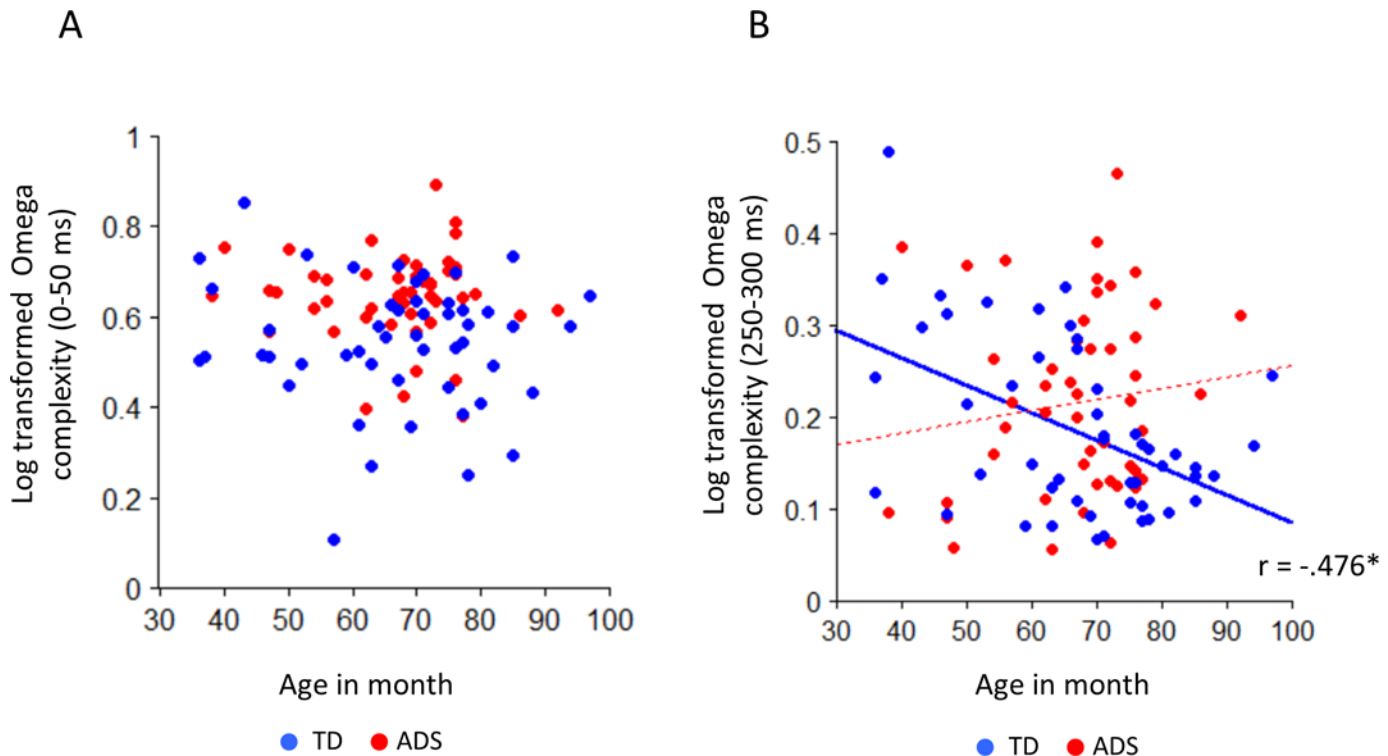 A
Log transformed Omega
complexity (0-50 ms)
1
0.8
0.6
0.4
0.2
0
30 40 50 60 70 80 90 100
Age in month
TD ADS
B
Log transformed Omega
complexity (250-300 ms)
0.5
0.4
0.3
0.2
0.1
0
30 40 50 60 70 80 90 100
r = -.476*
Age in month
TD ADS